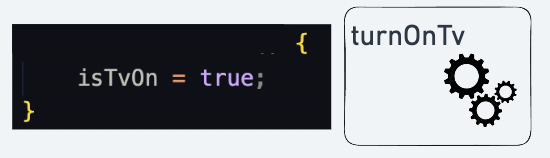 {
isTvOn = true;
}
turnOnTv